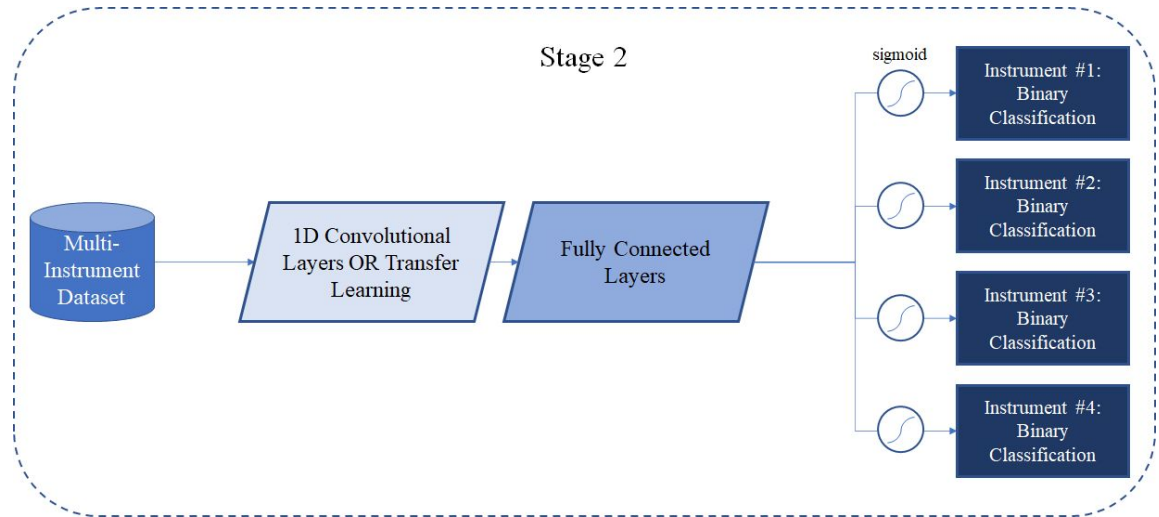 Stage 2
sigmoid
Instrument #1:
Binary
Classification
Instrument #2:
Binary
Classification
Multi-
Instrument
Dataset
1D Convolutional
Layers OR Transfer
Learning
Fully Connected
Layers
Instrument #3:
Binary
Classification
Instrument #4:
Binary
Classification